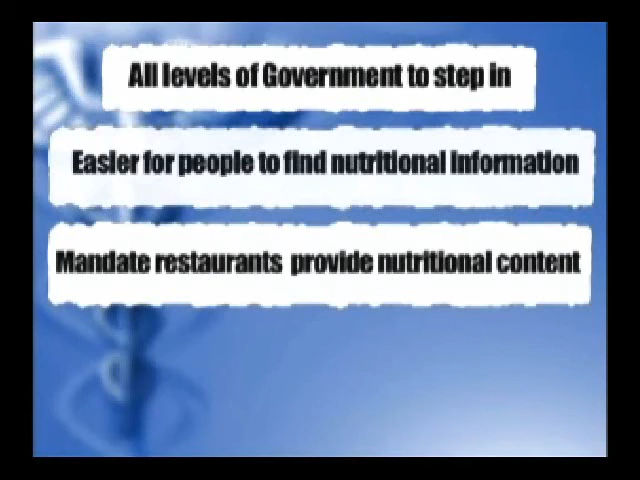 All levels of Government to step in
Easier for people to find nutritional information
Mandate restaurants provide nutritional content